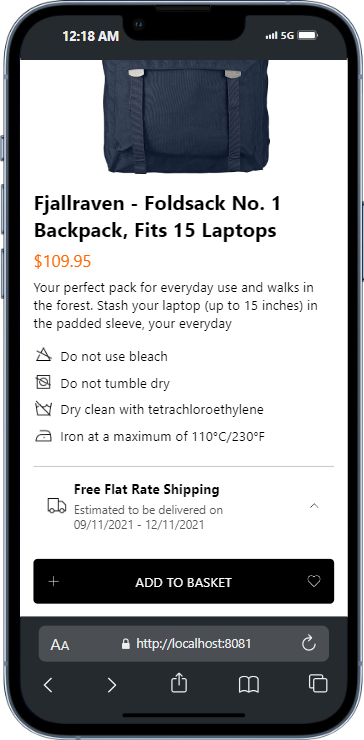 12:18 AM
5G
Fjallraven - Foldsack No. 1
Backpack, Fits 15 Laptops
$109.95
Your perfect pack for everyday use and walks in
the forest. Stash your laptop (up to 15 inches) in
the padded sleeve, your everyday
Do not use bleach
Do not tumble dry
Dry clean with tetrachloroethylene
Iron at a maximum of 110°C/230°F
Free Flat Rate Shipping
Estimated to be delivered on
09/11/2021 - 12/11/2021
ADD TO BASKET
AA http://localhost:8081